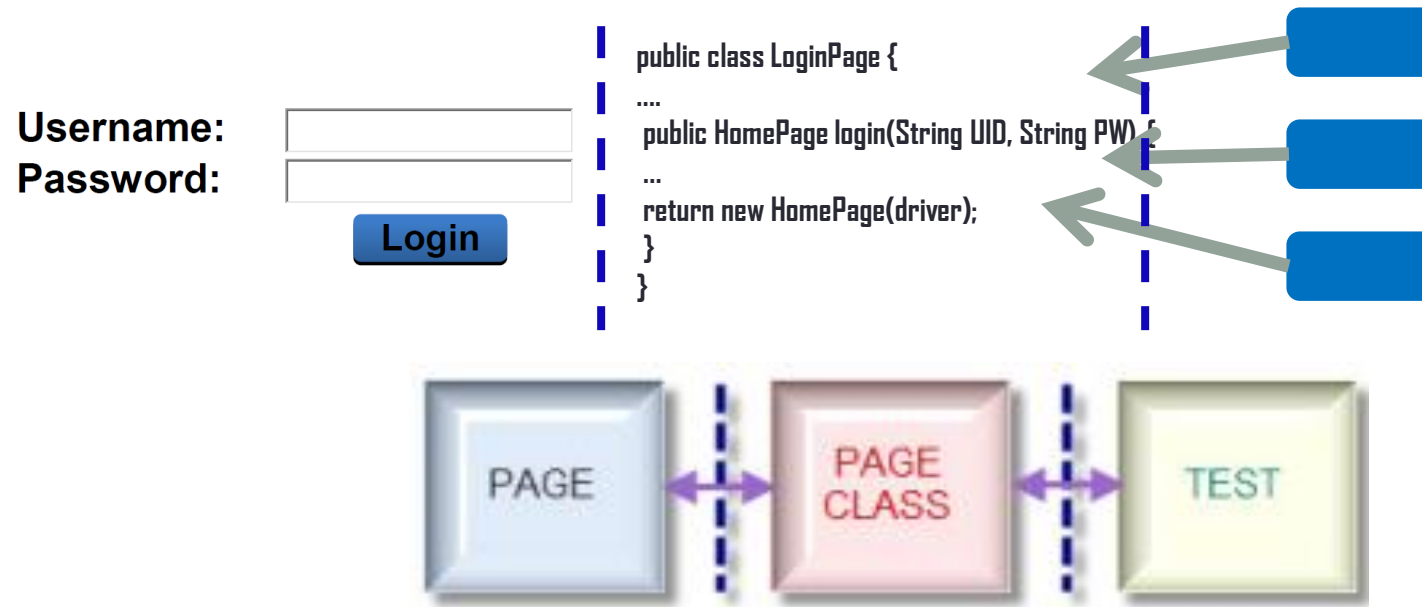 Username:
Password:
Login
public class LoginPage {
....
public HomePage login(String UID, String PW) {
...
return new HomePage(driver);
}
}
PAGE
PAGE
CLASS
TEST